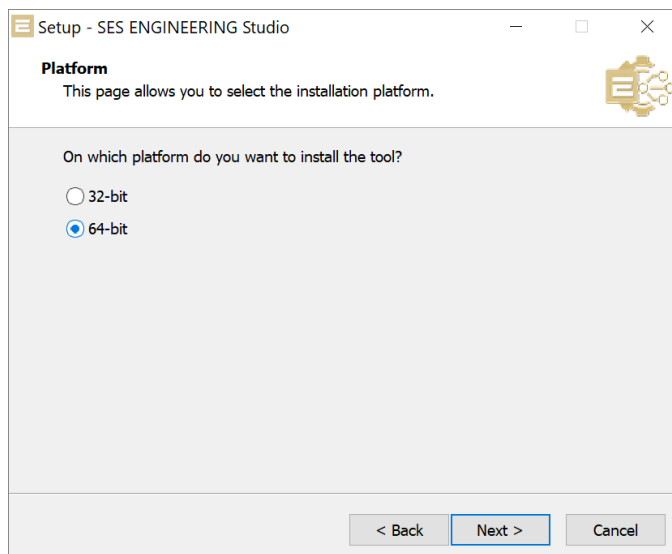 Setup - SES ENGINEERING Studio
Platform
This page allows you to select the installation platform.
On which platform do you want to install the tool?
32-bit
64-bit
< Back Next > Cancel